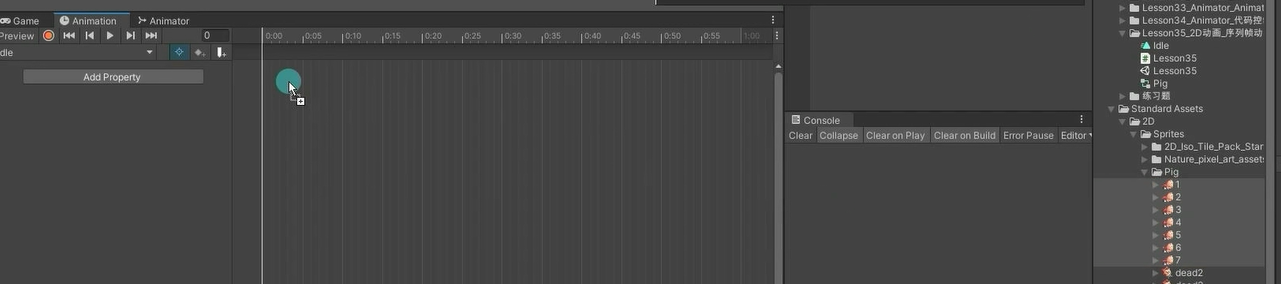 Game Animation Animator
Preview 0 0:00 0:05 0:10 0:15 0:20 0:25 0:30 0:35 0:40 0:45 0:50 0:55 1:00
dle
Add Property
Console
Clear Collapse Clear on Play Clear on Build Error Pause Editor
Lesson33_Animator_Animat
Lesson34_Animator_代码控
Lesson35_2D动画_序列帧动
Idle
Lesson35
Lesson35
Pig
练习题
Standard Assets
2D
Sprites
2D_Iso_Tile_Pack_Star
Nature_pixel_art_assets
Pig
1
2
3
4
5
6
7
dead2